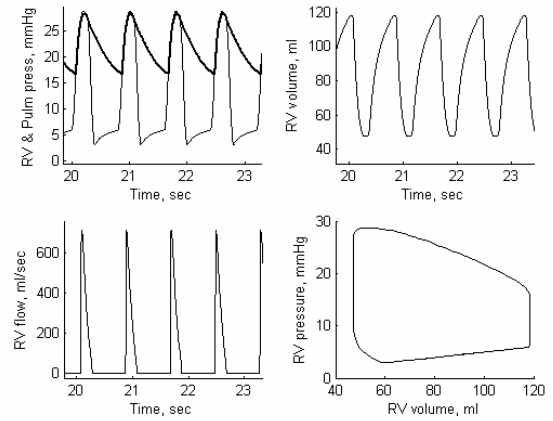 RV & Pulm press, mmHg
25
20
15
10
5
0
20 21 22 23
Time, sec
RV volume, ml
120
100
80
60
40
20 21 22 23
Time, sec
RV flow, ml/sec
600
400
200
0
20 21 22 23
Time, sec
RV pressure, mmHg
30
20
10
0
40 60 80 100 120
RV volume, ml